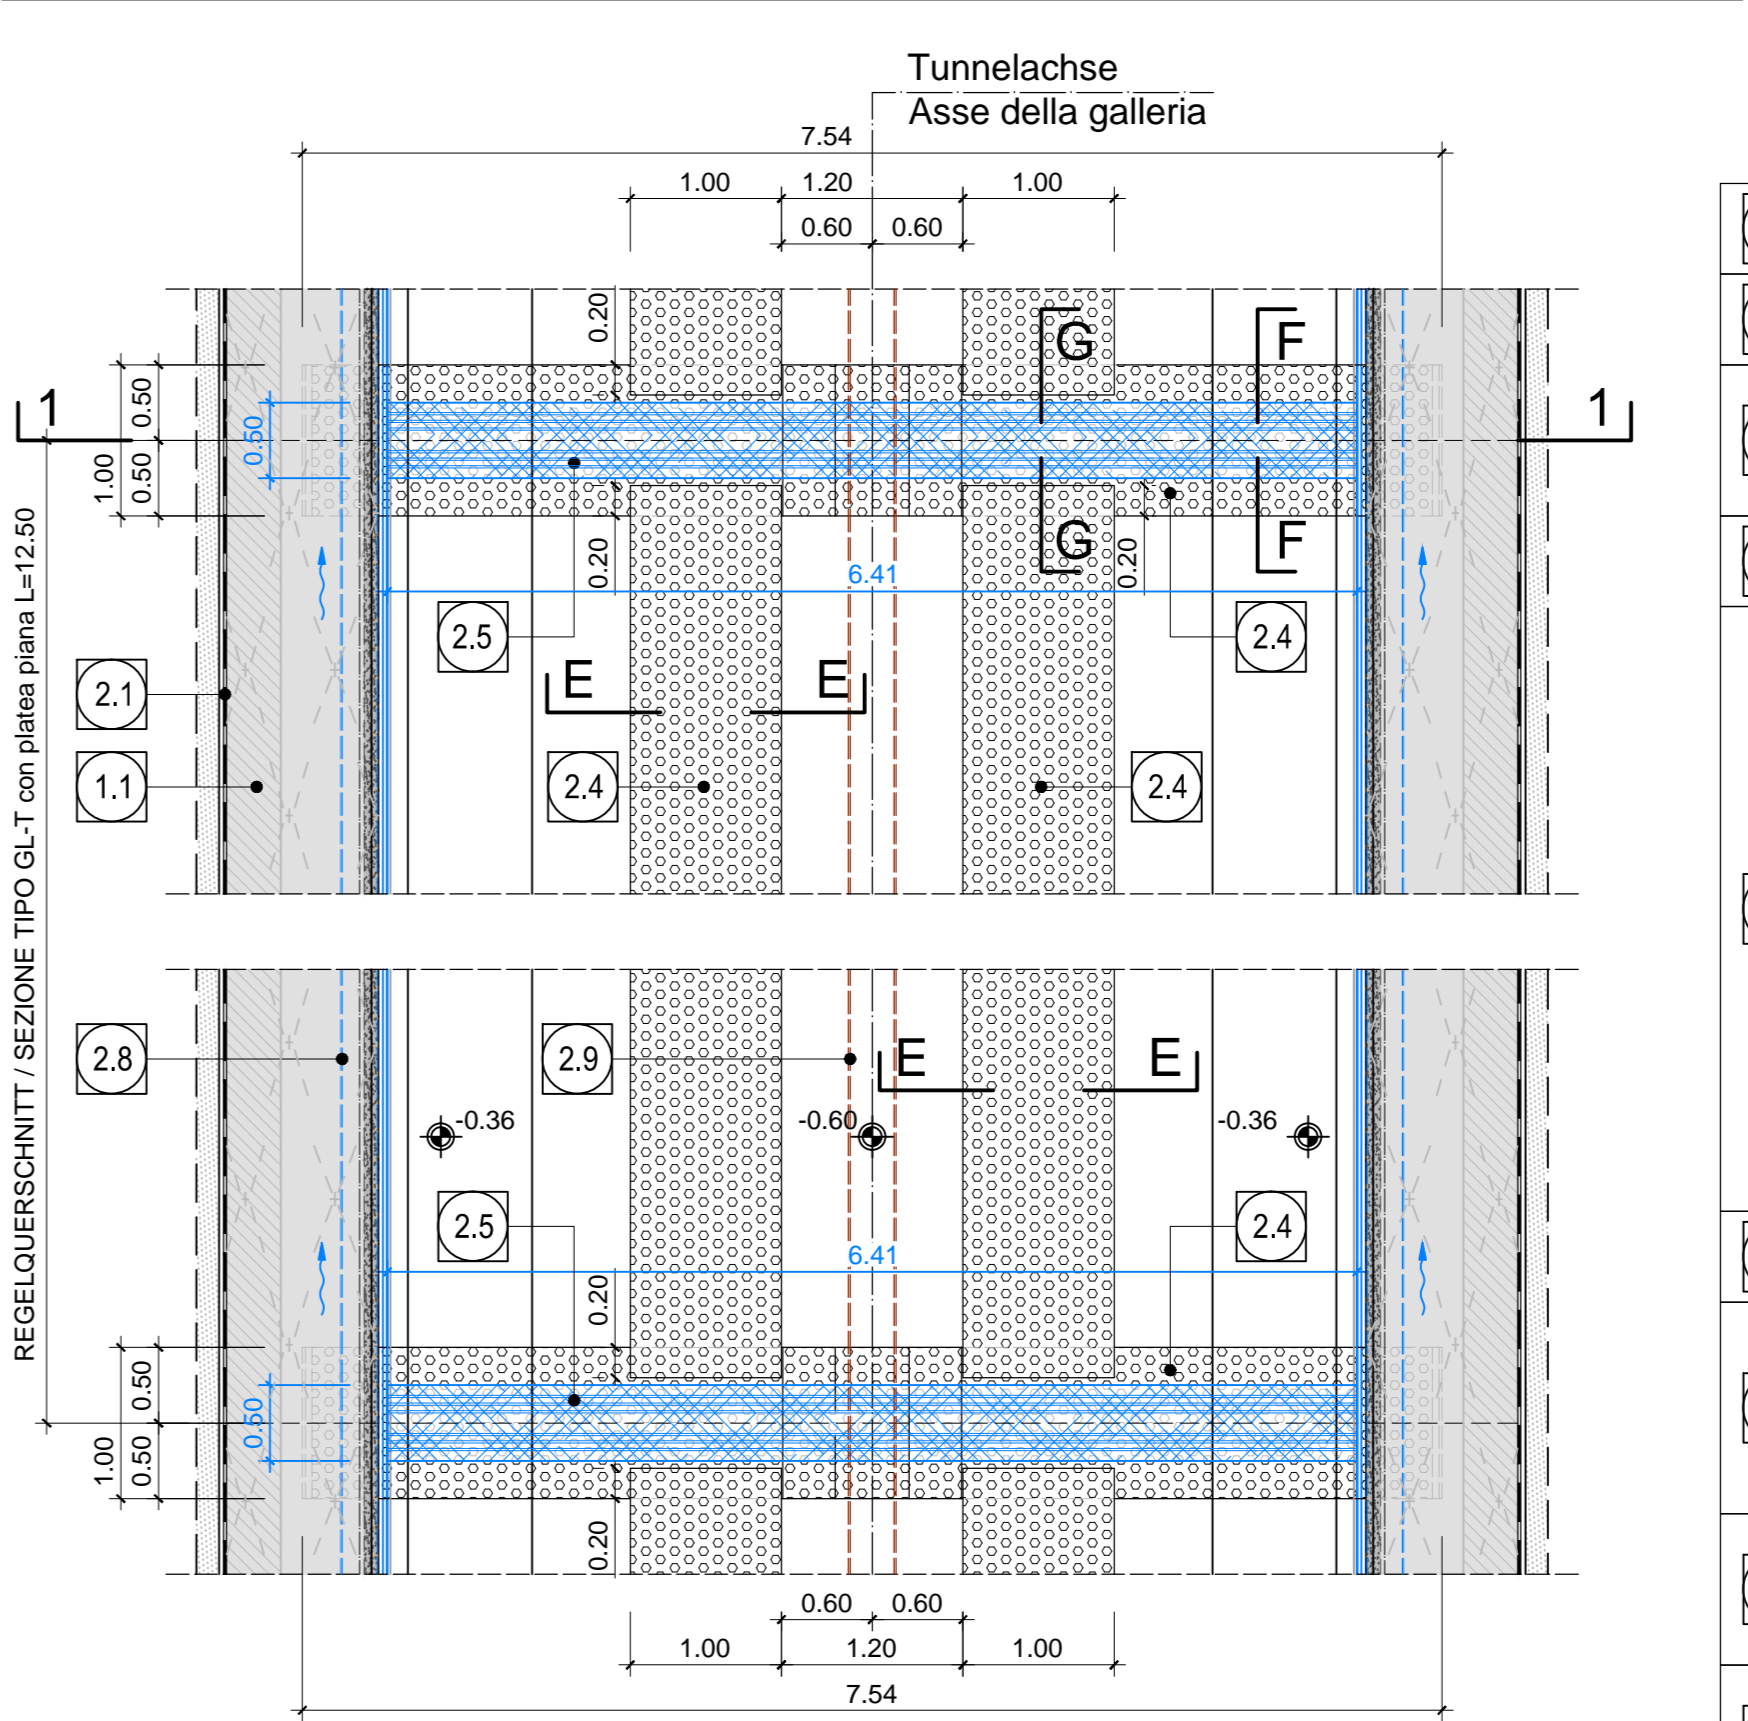 Tunnelachse
Asse della galleria
7.54
1.00 1.20 1.00
0.60 0.60
0.20
G F
1 1
0.50
0.50
1.00
0.50
0.20
G F
0.20
6.41
2.5 2.4
E E
2.1
1.1 2.4 2.4
REGELQUERSCHNITT / SEZIONE TIPO GL-T con platea piana L=12.50
2.8 2.9
E E
-0.36 -0.60 -0.36
2.5 2.4
6.41
0.20
0.50
0.50
1.00
0.50
0.20
0.60 0.60
1.00 1.20 1.00
7.54